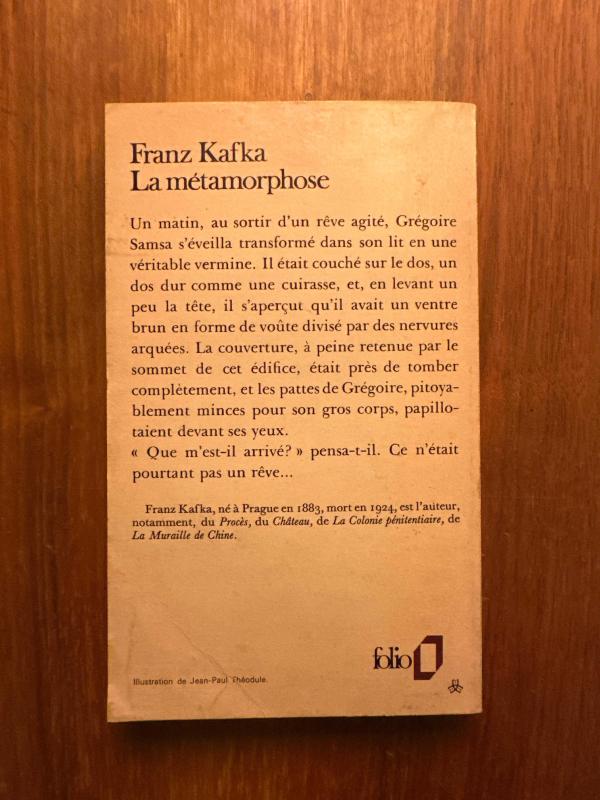 Franz Kafka
La métamorphose
Un matin, au sortir d'un rêve agité, Grégoire
Samsa s'éveilla transformé dans son lit en une
véritable vermine. Il était couché sur le dos, un
dos dur comme une cuirasse, et, en levant un
peu la tête, il s'aperçut qu'il avait un ventre
brun en forme de voûte divisé par des nervures
arquées. La couverture, à peine retenue par le
sommet de cet édifice, était près de tomber
complètement, et les pattes de Grégoire, pitoya-
blement minces pour son gros corps, papillo-
taient devant ses yeux.
« Que m'est-il arrivé? » pensa-t-il. Ce n'était
pourtant pas un rêve...
Franz Kafka, né à Prague en 1883, mort en 1924, est l'auteur,
notamment, du Procès, du Château, de La Colonie pénitentiaire, de
La Muraille de Chine.
folio
Illustration de Jean-Paul Théodule.